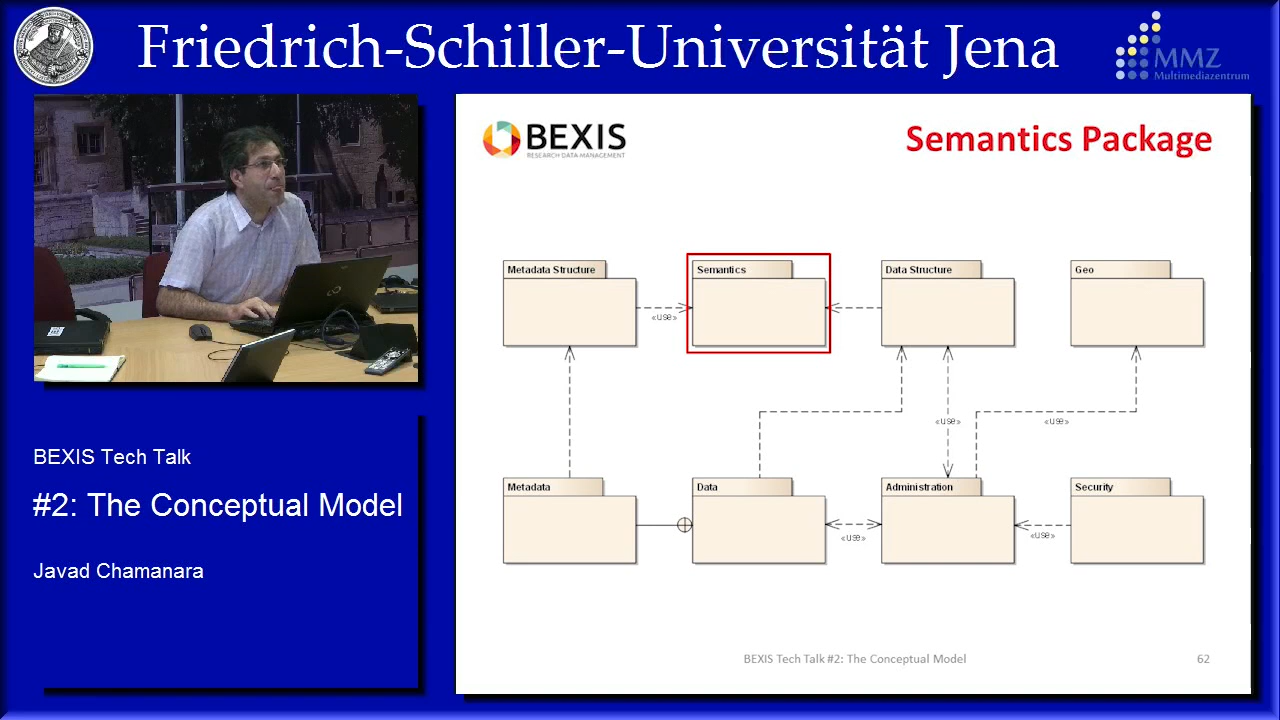 Friedrich-Schiller-Universität Jena
MMZ
Multimediazentrum
BEXIS
RESEARCH DATA MANAGEMENT
Semantics Package
Metadata Structure
Semantics
Data Structure
Geo
«use»
«use»
«use»
Metadata
Data
Administration
Security
«use»
«use»
BEXIS Tech Talk #2: The Conceptual Model
62
BEXIS Tech Talk
#2: The Conceptual Model
Javad Chamanara